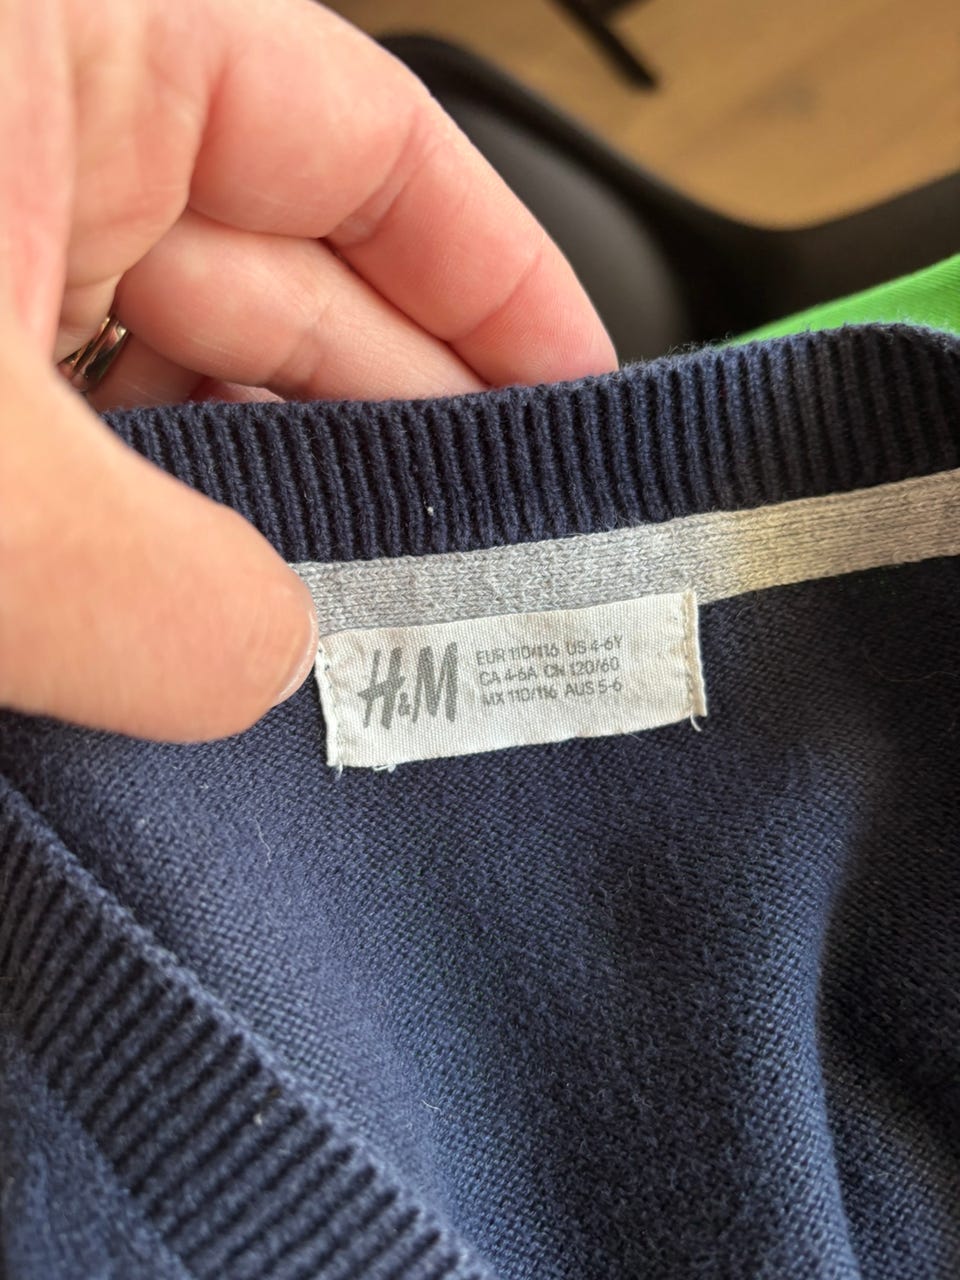 H&M
EUR 110/116 US 4-6Y
CA 4-6A CN 120/60
MX 110/116 AUS 5-6